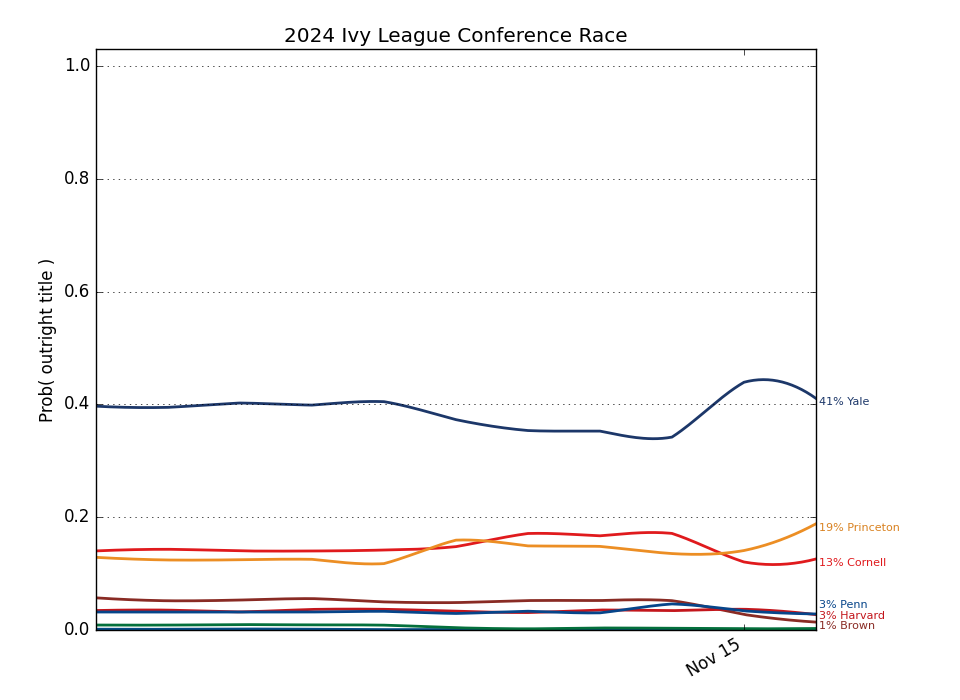 2024 Ivy League Conference Race
Prob( outright title )
1.0
0.8
0.6
0.4
0.2
0.0
41% Yale
19% Princeton
13% Cornell
3% Penn
3% Harvard
1% Brown
Nov 15